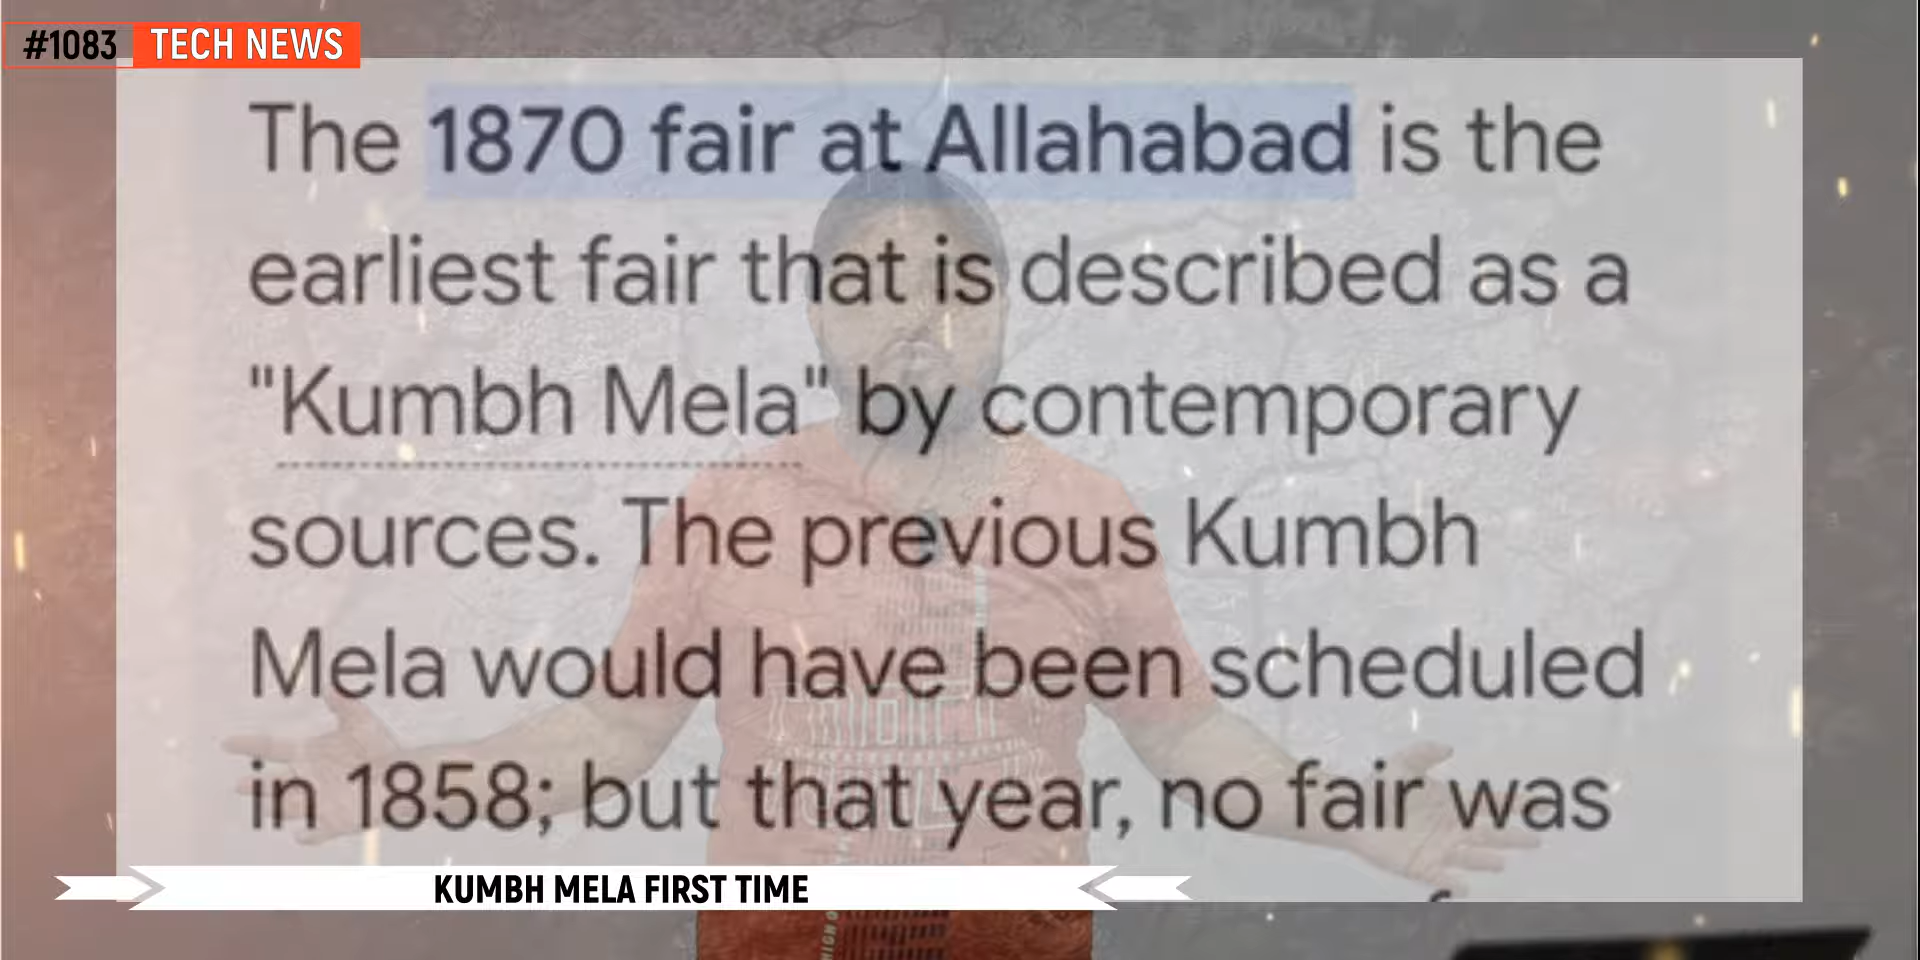 #1083 TECH NEWS
The 1870 fair at Allahabad is the
earliest fair that is described as a
"Kumbh Mela" by contemporary
sources. The previous Kumbh
Mela would have been scheduled
in 1858; but that year, no fair was
KUMBH MELA FIRST TIME